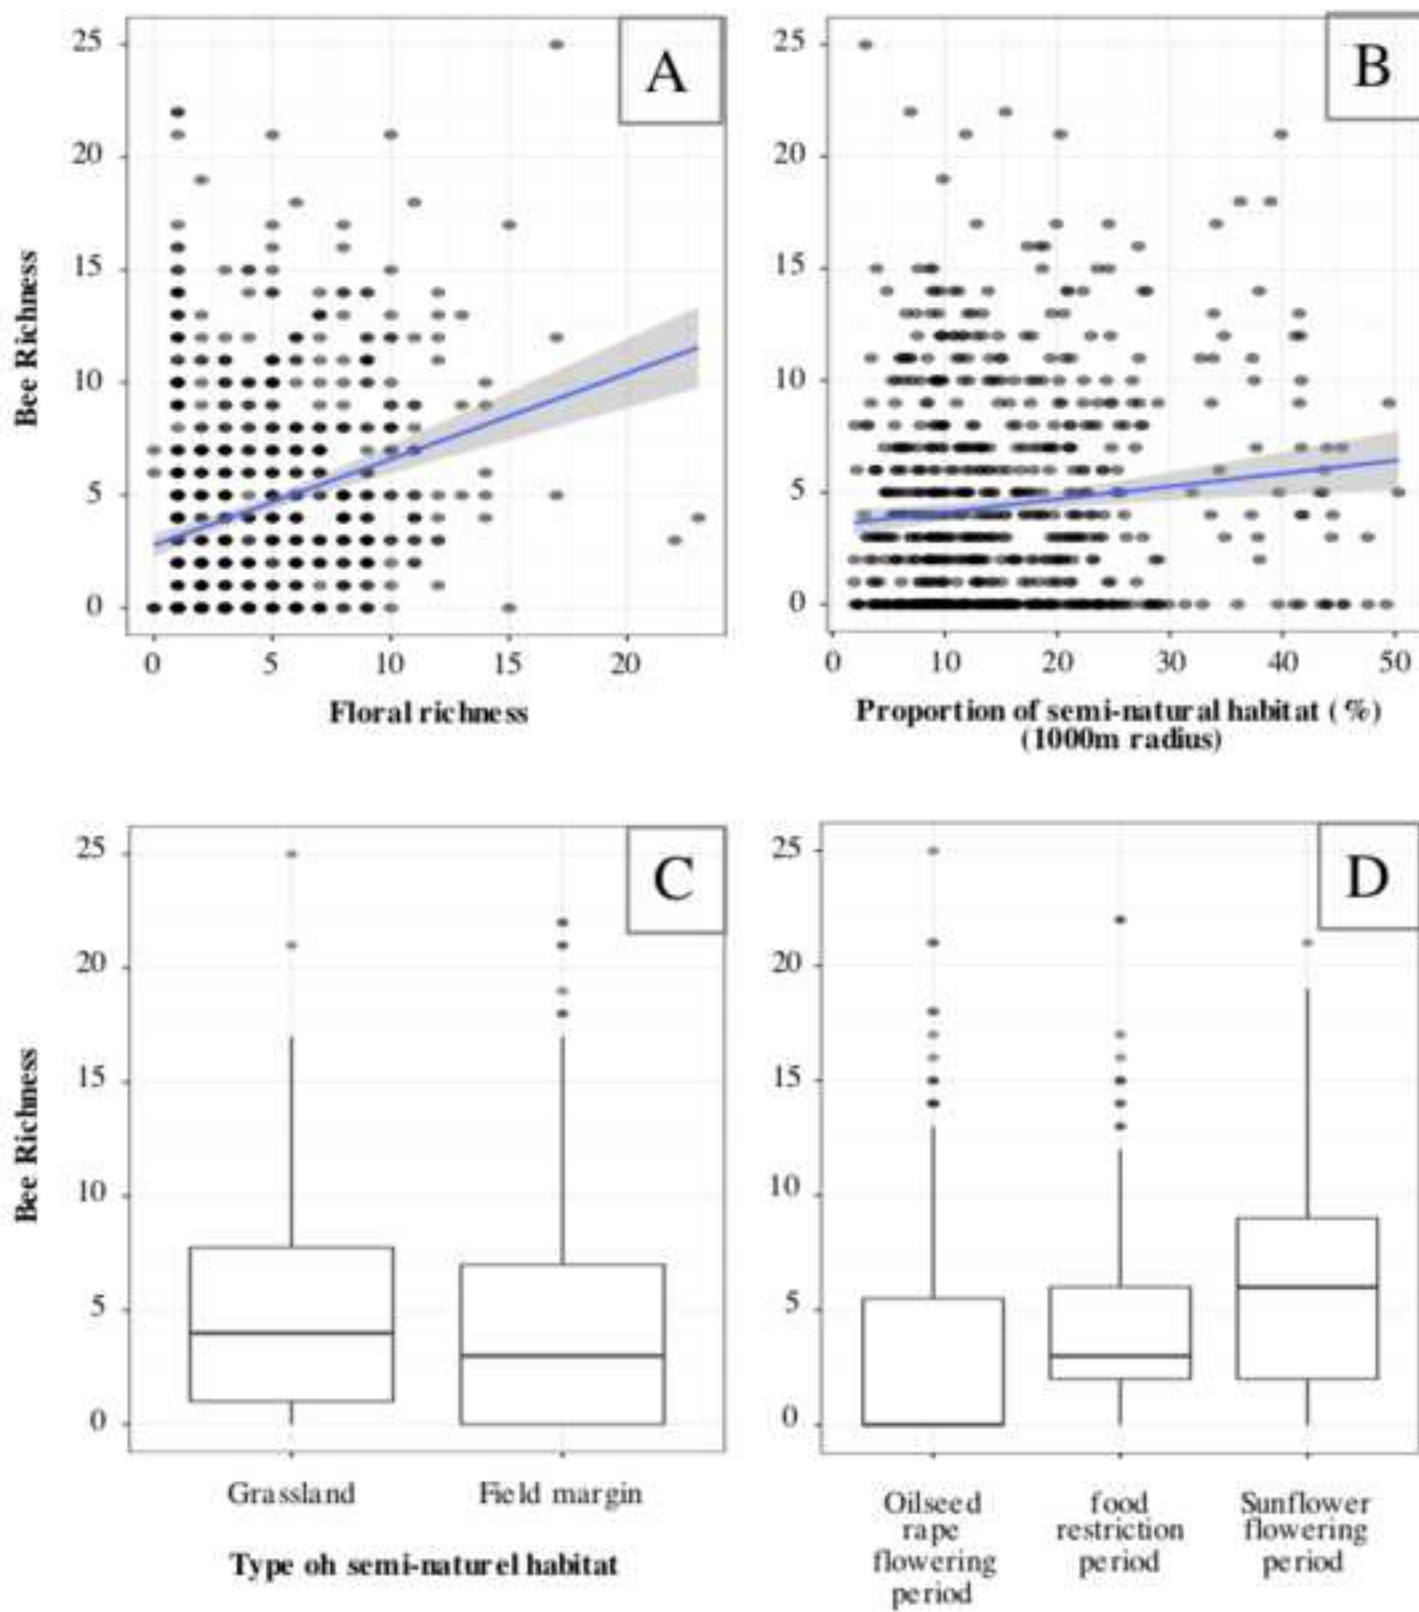 A
B
Bee Richness
25
20
15
10
5
0
0 5 10 15 20
Floral richness
25
20
15
10
5
0
0 10 20 30 40 50
Proportion of semi-natural habitat (%)
(1000m radius)
C
D
Bee Richness
25
20
15
10
5
0
Grassland Field margin
Type oh semi-naturel habitat
25
20
15
10
5
0
Oilseed
rape
flowering
period
food
restriction
period
Sunflower
flowering
period